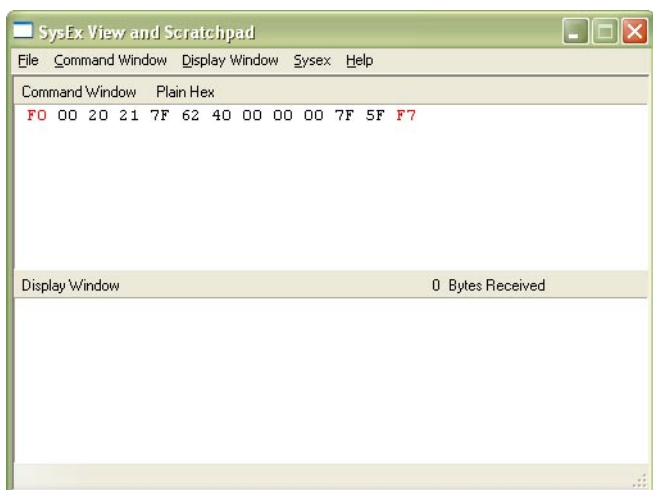 SysEx View and Scratchpad
File Command Window Display Window Sysex Help
Command Window Plain Hex
F0 00 20 21 7F 62 40 00 00 00 7F 5F F7
Display Window 0 Bytes Received